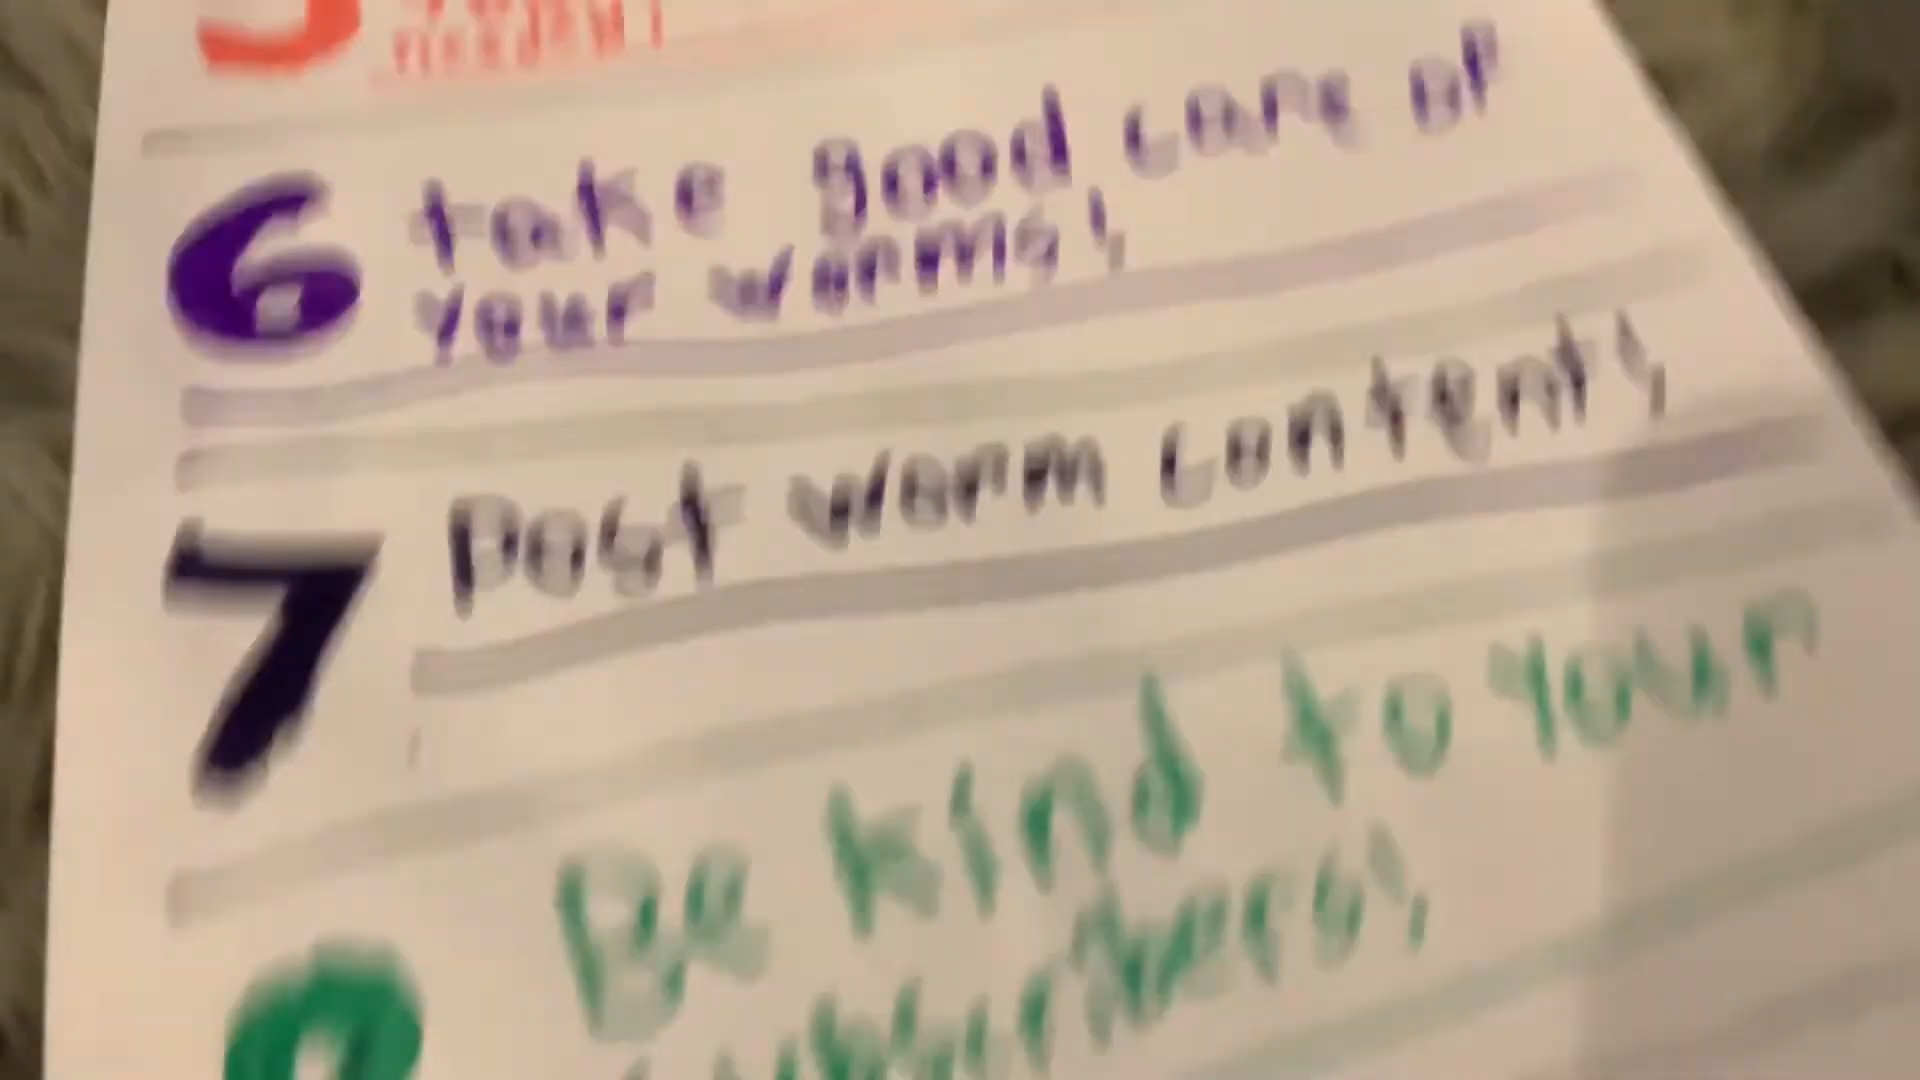 6 take good care of
your worms!
7 Post worm content!
Be kind to your